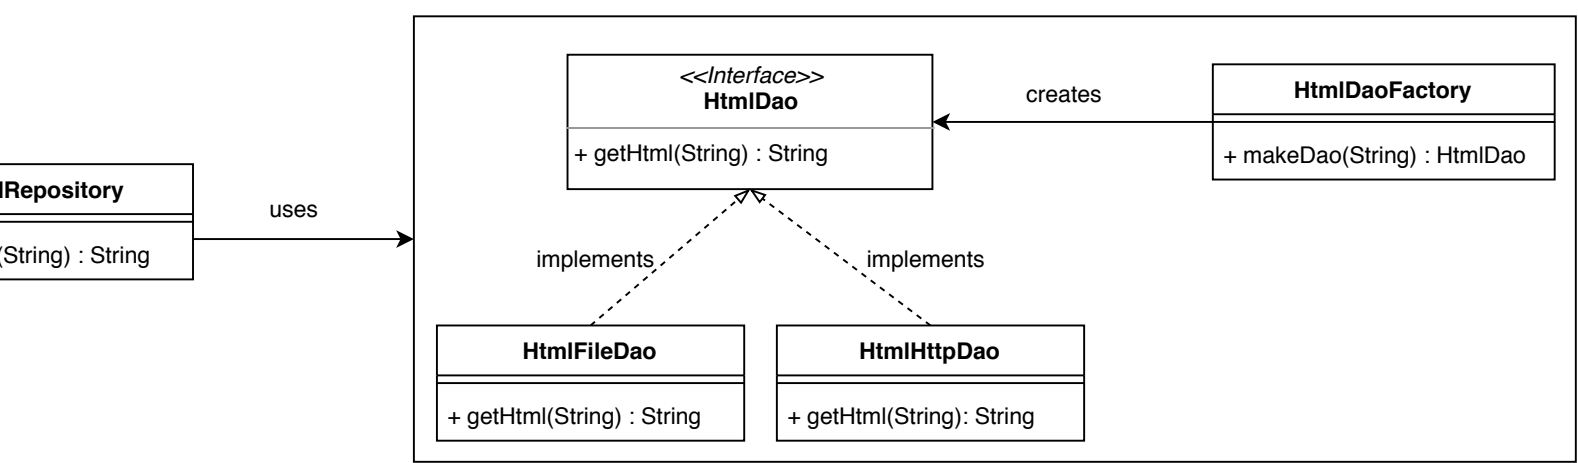 <<Interface>>
HtmlDao
+ getHtml(String) : String
creates
HtmlDaoFactory
+ makeDao(String) : HtmlDao
lRepository
(String) : String
uses
implements
implements
HtmlFileDao
+ getHtml(String) : String
HtmlHttpDao
+ getHtml(String): String